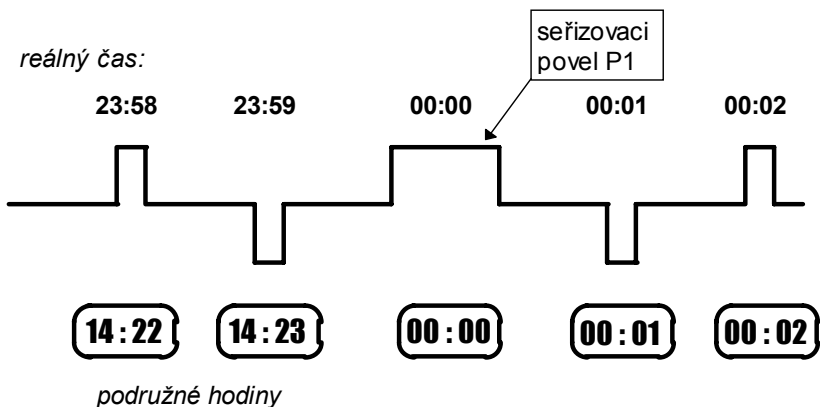 seřizovaci
povel P1
reálný čas:
23:58 23:59 00:00 00:01 00:02
14:22 14:23 00:00 00:01 00:02
podružné hodiny